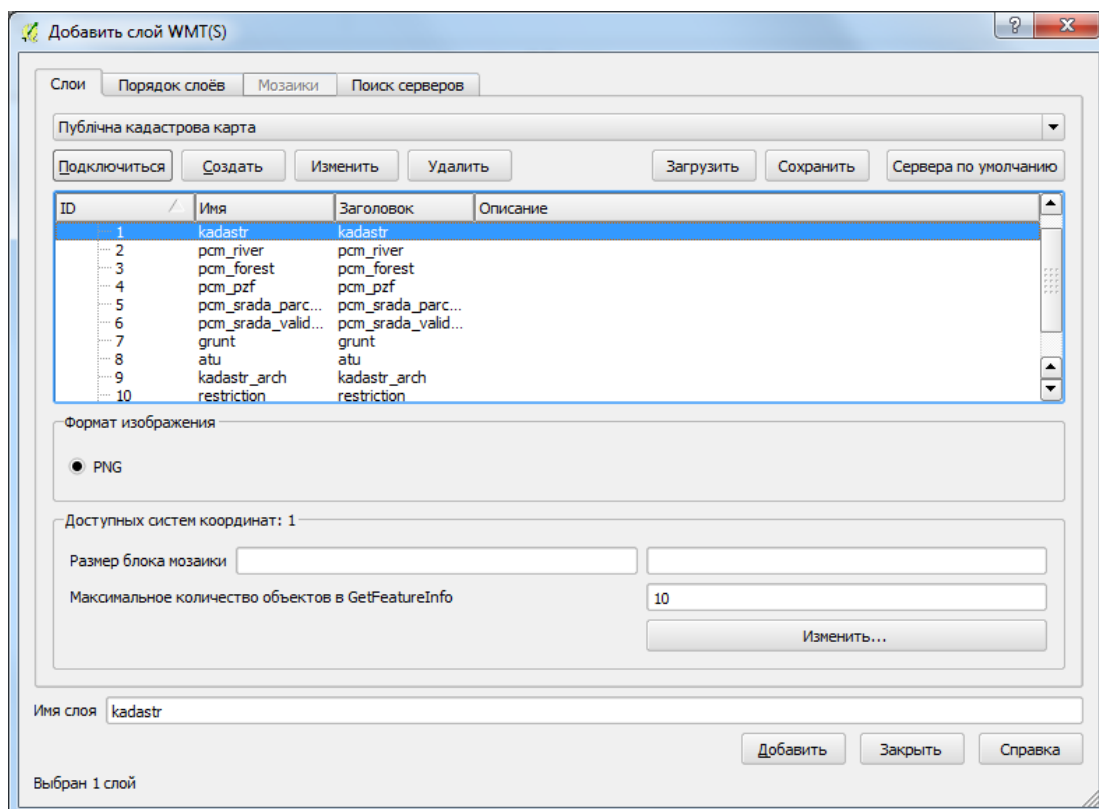 Добавить слой WMT(S)
Слои Порядок слоёв Мозаики Поиск серверов
Публічна кадастрова карта
Подключиться Создать Изменить Удалить Загрузить Сохранить Сервера по умолчанию
ID Имя Заголовок Описание
1 kadastr kadastr
2 pcm_river pcm_river
3 pcm_forest pcm_forest
4 pcm_pzf pcm_pzf
5 pcm_srada_parc... pcm_srada_parc...
6 pcm_srada_valid... pcm_srada_valid...
7 grunt grunt
8 atu atu
9 kadastr_arch kadastr_arch
10 restriction restriction
Формат изображения
PNG
Доступных систем координат: 1
Размер блока мозаики
Максимальное количество объектов в GetFeatureInfo 10
Изменить...
Имя слоя kadastr
Добавить Закрыть Справка
Выбран 1 слой